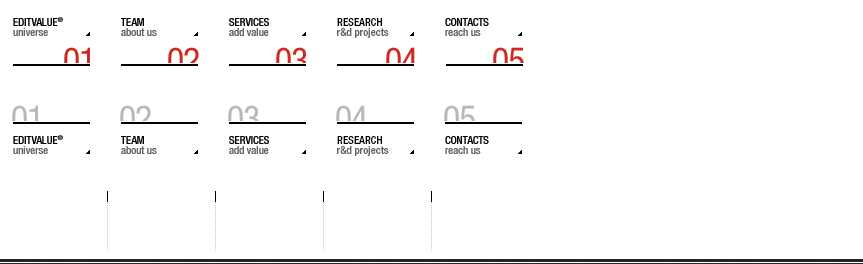 EDITVALUE® TEAM SERVICES RESEARCH CONTACTS
universe about us add value r&d projects reach us
01 02 03 04 05
01 02 03 04 05
EDITVALUE® TEAM SERVICES RESEARCH CONTACTS
universe about us add value r&d projects reach us